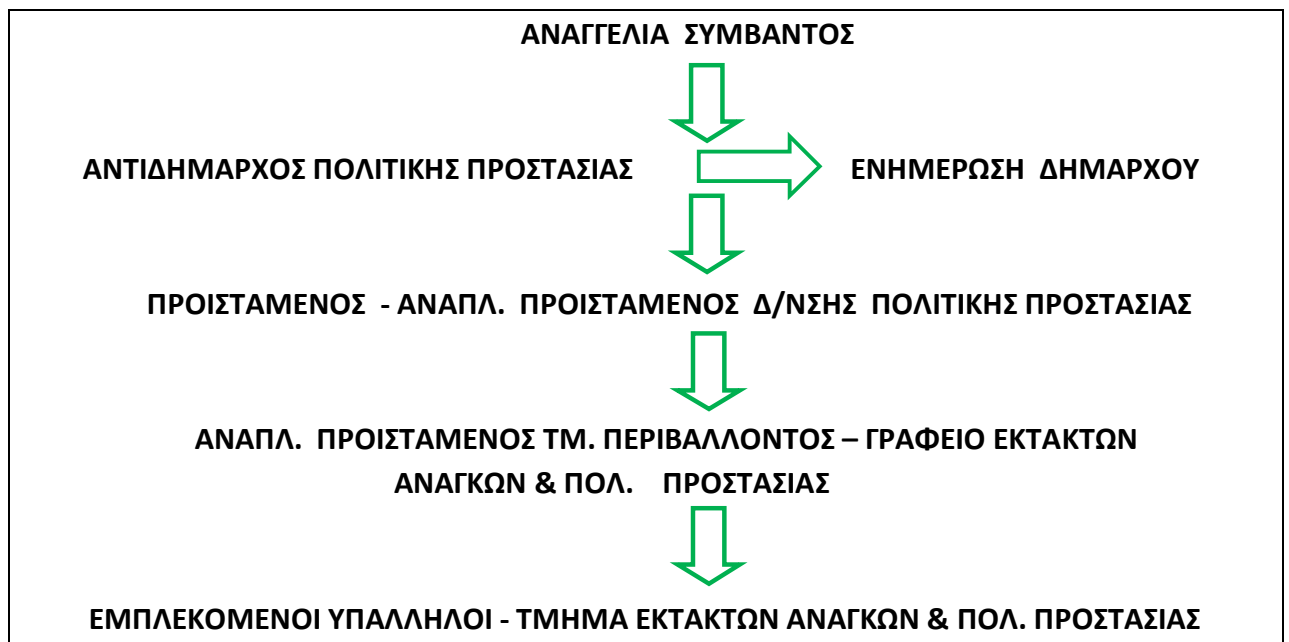 ΑΝΑΓΓΕΛΙΑ ΣΥΜΒΑΝΤΟΣ
ΑΝΤΙΔΗΜΑΡΧΟΣ ΠΟΛΙΤΙΚΗΣ ΠΡΟΣΤΑΣΙΑΣ
ΕΝΗΜΕΡΩΣΗ ΔΗΜΑΡΧΟΥ
ΠΡΟΙΣΤΑΜΕΝΟΣ - ΑΝΑΠΛ. ΠΡΟΙΣΤΑΜΕΝΟΣ Δ/ΝΣΗΣ ΠΟΛΙΤΙΚΗΣ ΠΡΟΣΤΑΣΙΑΣ
ΑΝΑΠΛ. ΠΡΟΙΣΤΑΜΕΝΟΣ ΤΜ. ΠΕΡΙΒΑΛΛΟΝΤΟΣ – ΓΡΑΦΕΙΟ ΕΚΤΑΚΤΩΝ
ΑΝΑΓΚΩΝ & ΠΟΛ. ΠΡΟΣΤΑΣΙΑΣ
ΕΜΠΛΕΚΟΜΕΝΟΙ ΥΠΑΛΛΗΛΟΙ - ΤΜΗΜΑ ΕΚΤΑΚΤΩΝ ΑΝΑΓΚΩΝ & ΠΟΛ. ΠΡΟΣΤΑΣΙΑΣ